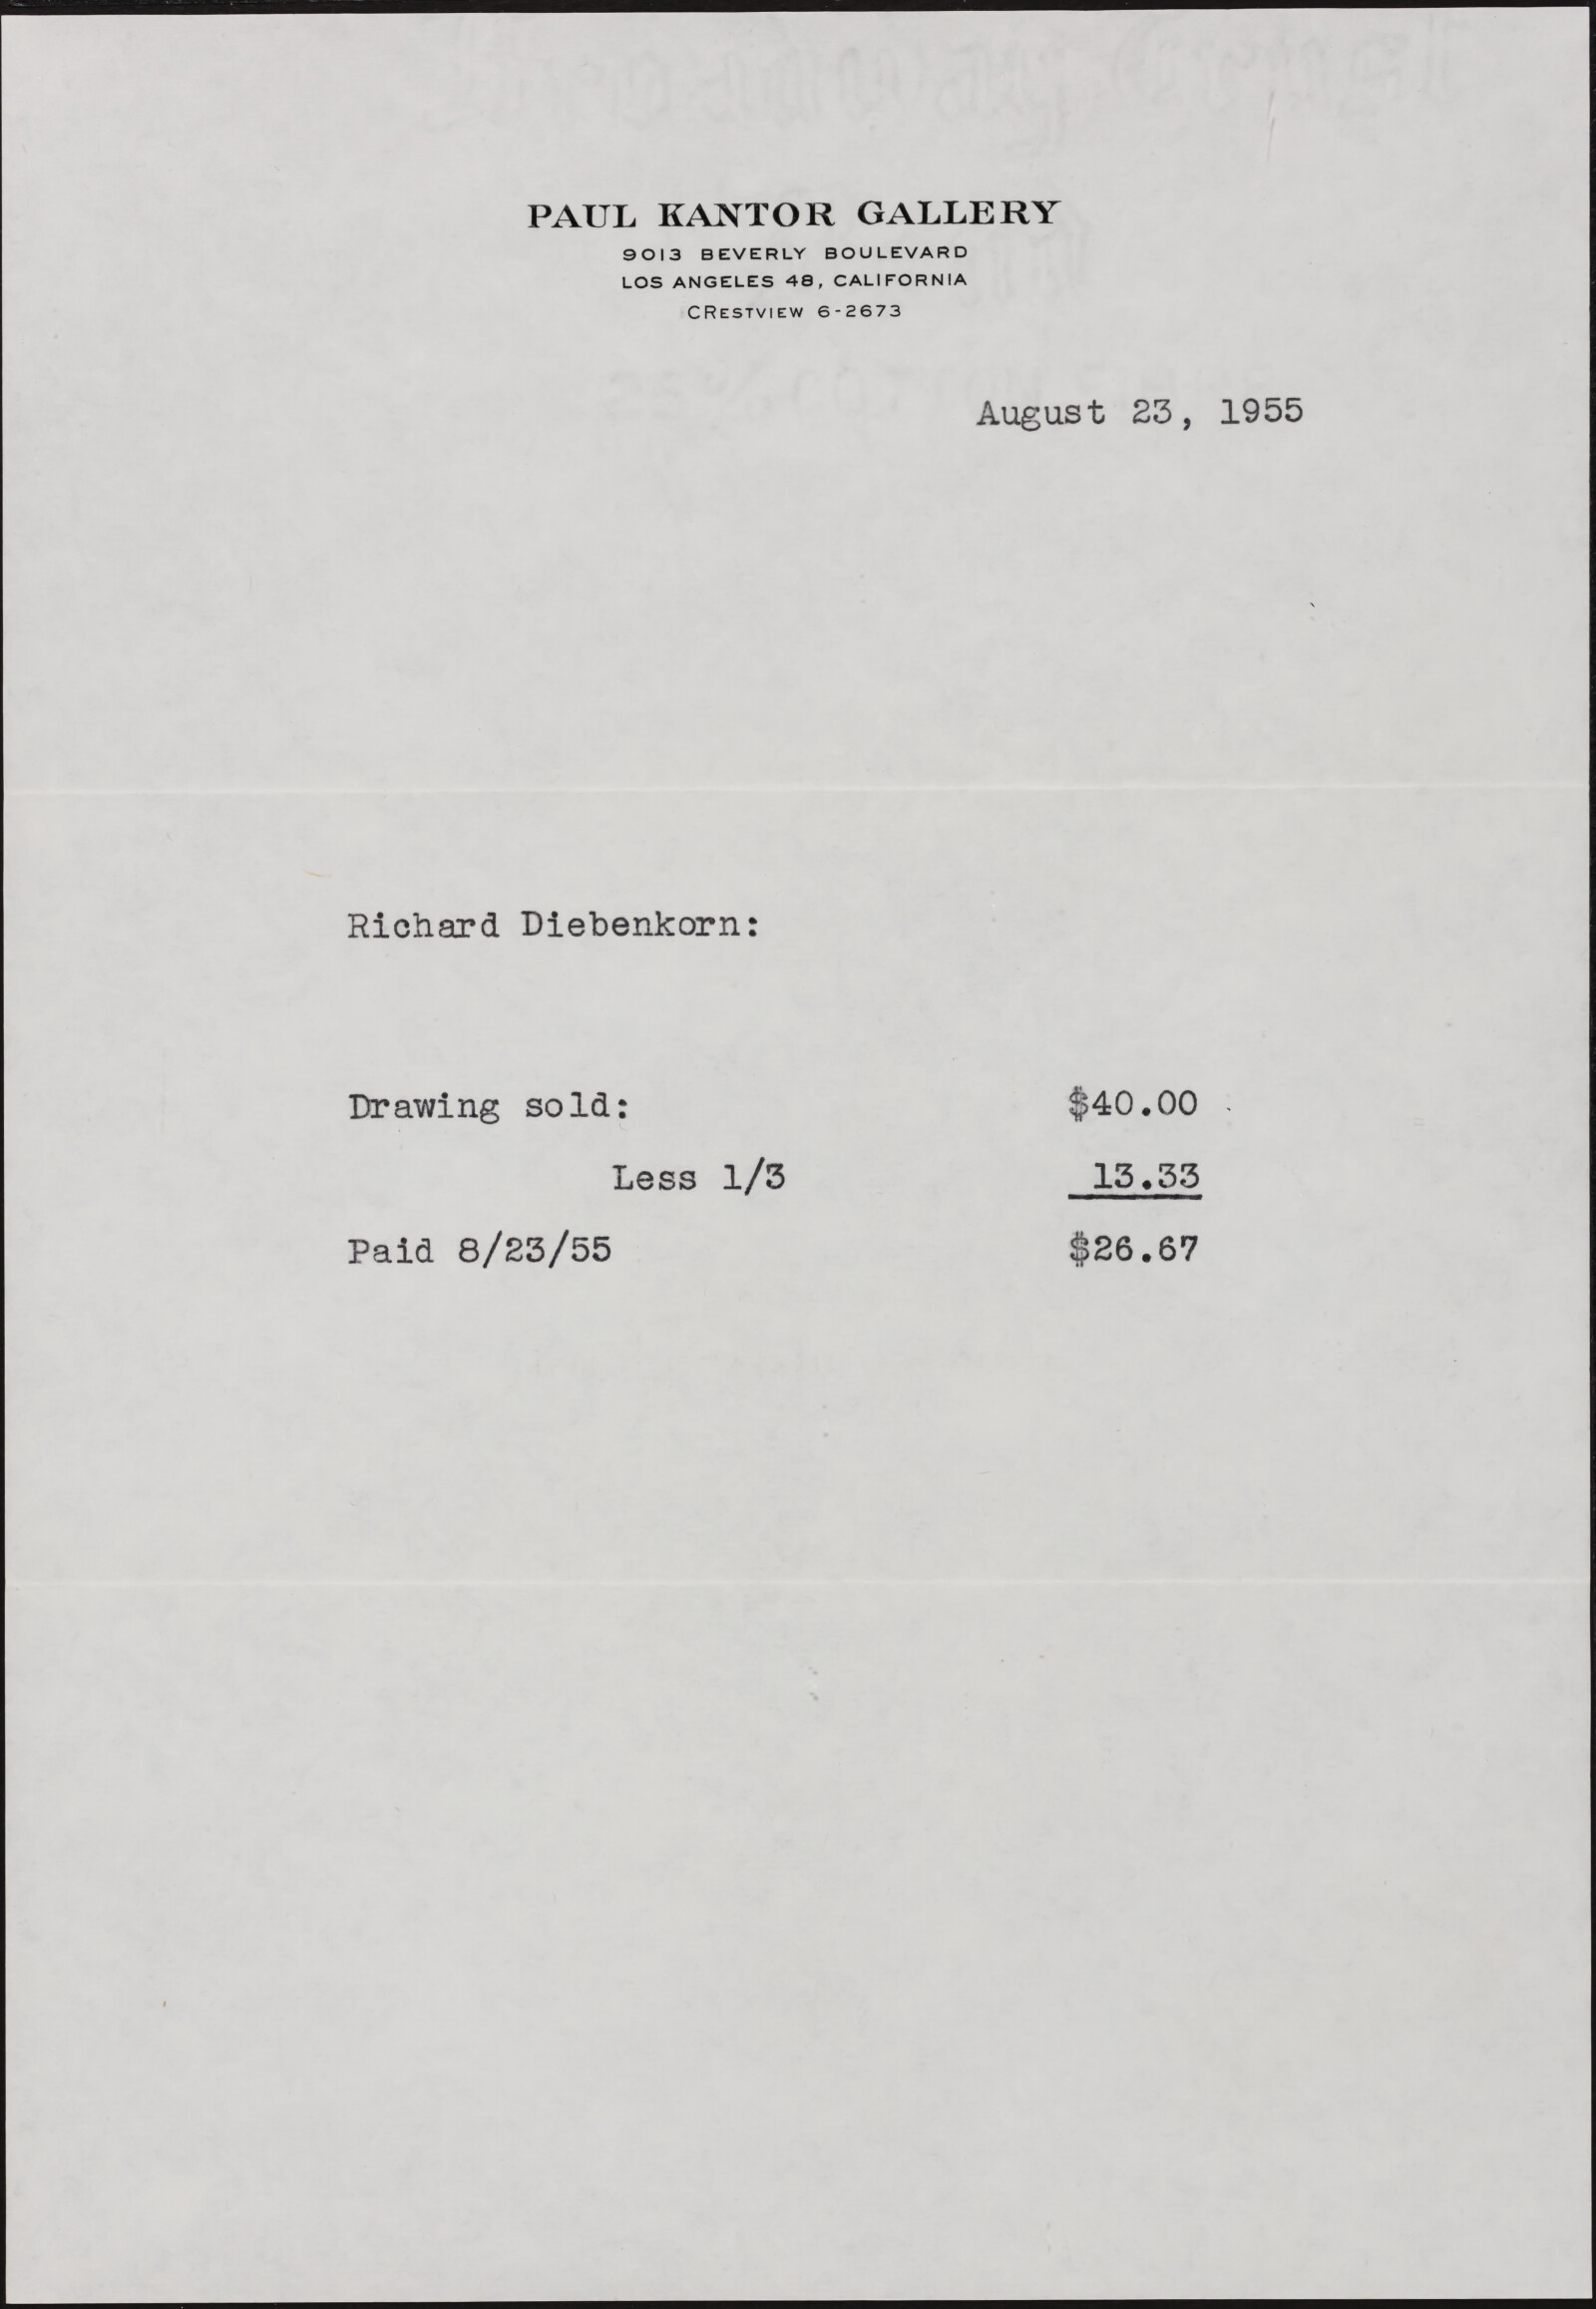 PAUL KANTOR GALLERY
9013 BEVERLY BOULEVARD
LOS ANGELES 48, CALIFORNIA
CRESTVIEW 6-2673
August 23, 1955
Richard Diebenkorn:
Drawing sold: $40.00
Less 1/3 13.33
Paid 8/23/55 $26.67